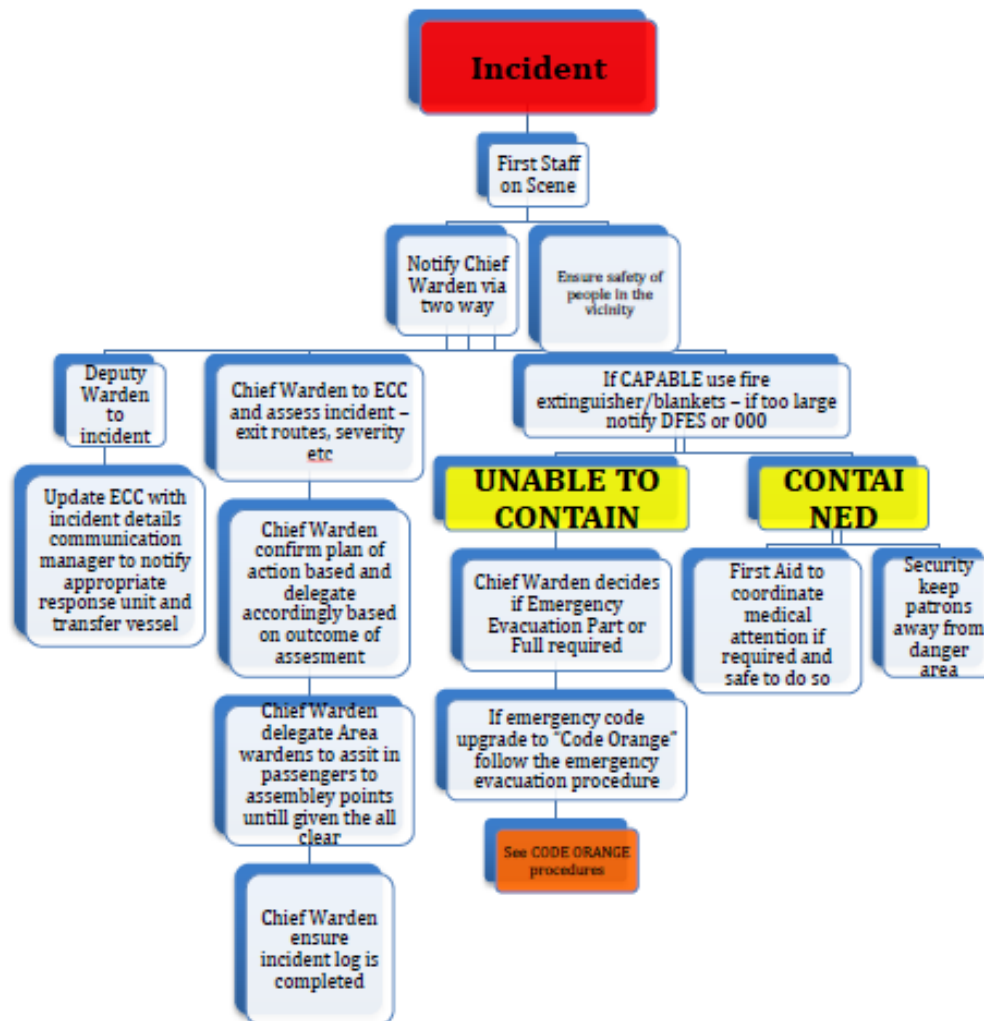 Incident
First Staff
on Scene
Notify Chief
Warden via
two way
Ensure safety of
people in the
vicinity
Deputy
Warden
to
incident
Update ECC with
incident details
communication
manager to notify
appropriate
response unit and
transfer vessel
Chief Warden to ECC
and assess incident –
exit routes, severity
etc
Chief Warden
confirm plan of
action based and
delegate
accordingly based
on outcome of
assesment
Chief Warden
delegate Area
wardens to assit in
passengers to
assembley points
untill given the all
clear
Chief Warden
ensure
incident log is
completed
If CAPABLE use fire
extinguisher/blankets – if too large
notify DFES or 000
UNABLE TO
CONTAIN
Chief Warden decides
if Emergency
Evacuation Part or
Full required
If emergency code
upgrade to “Code Orange”
follow the emergency
evacuation procedure
See CODE ORANGE
procedures
CONTAI
NED
First Aid to
coordinate
medical
attention if
required and
safe to do so
Security
keep
patrons
away from
danger
area